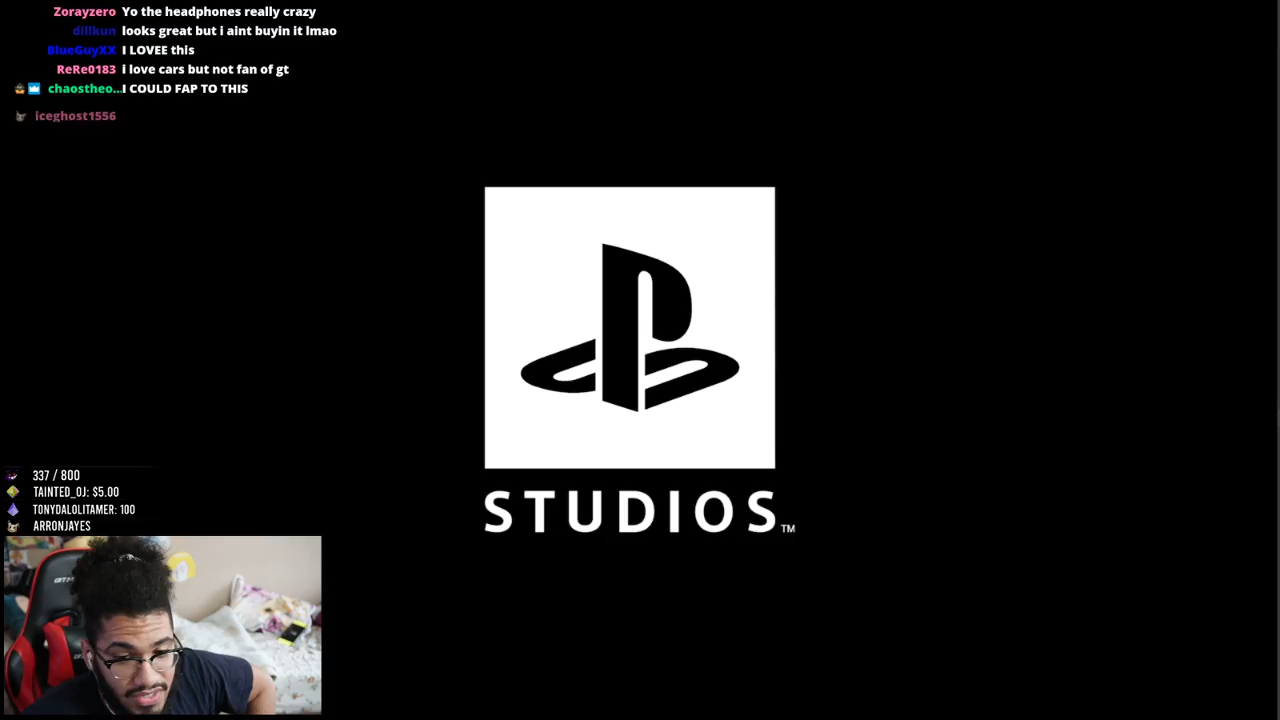 Zorayzero Yo the headphones really crazy
dillkun looks great but i aint buyin it lmao
BlueGuyXX I LOVEE this
ReRe0183 i love cars but not fan of gt
chaostheo... I COULD FAP TO THIS
iceghost1556
STUDIOS™
337 / 800
TAINTED_OJ: $5.00
TONYDALOLITAMER: 100
ARRONJAYES